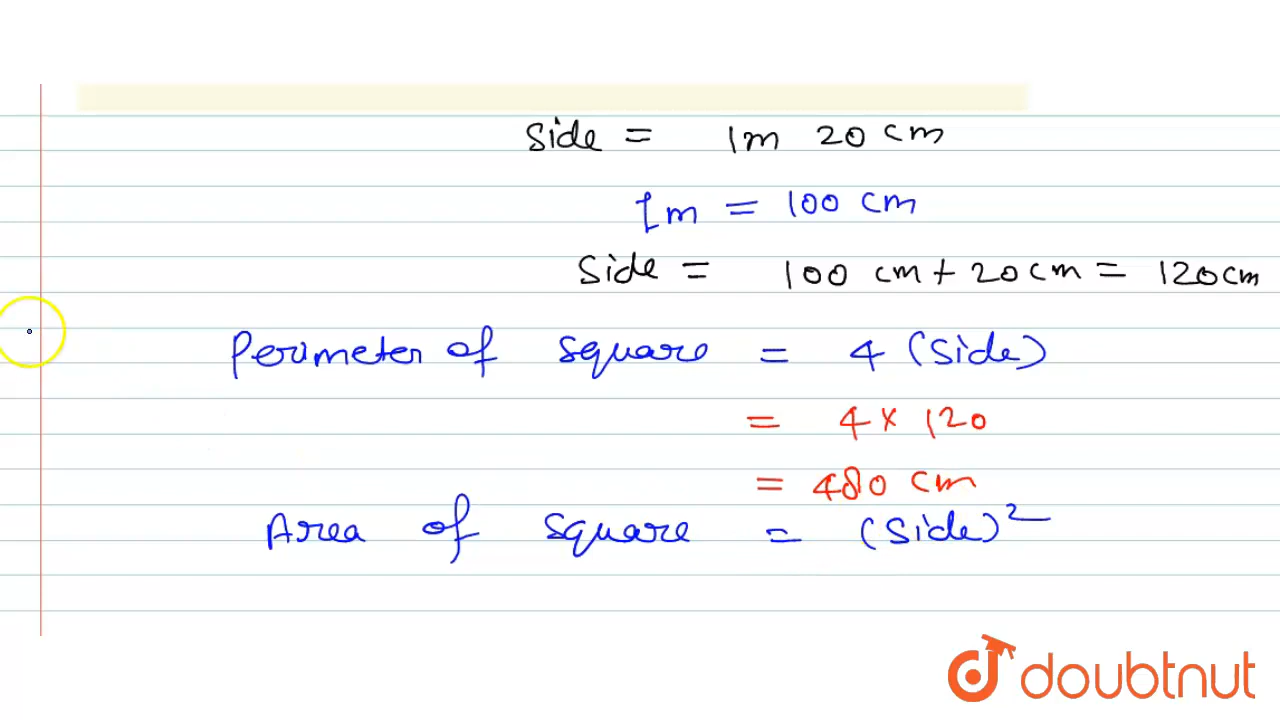 Side = 1m 20 cm
1m = 100 cm
Side = 100 cm + 20 cm = 120 cm
Perimeter of square = 4 (Side)
= 4 x 120
= 480 cm
Area of square = (Side)²
doubtnut